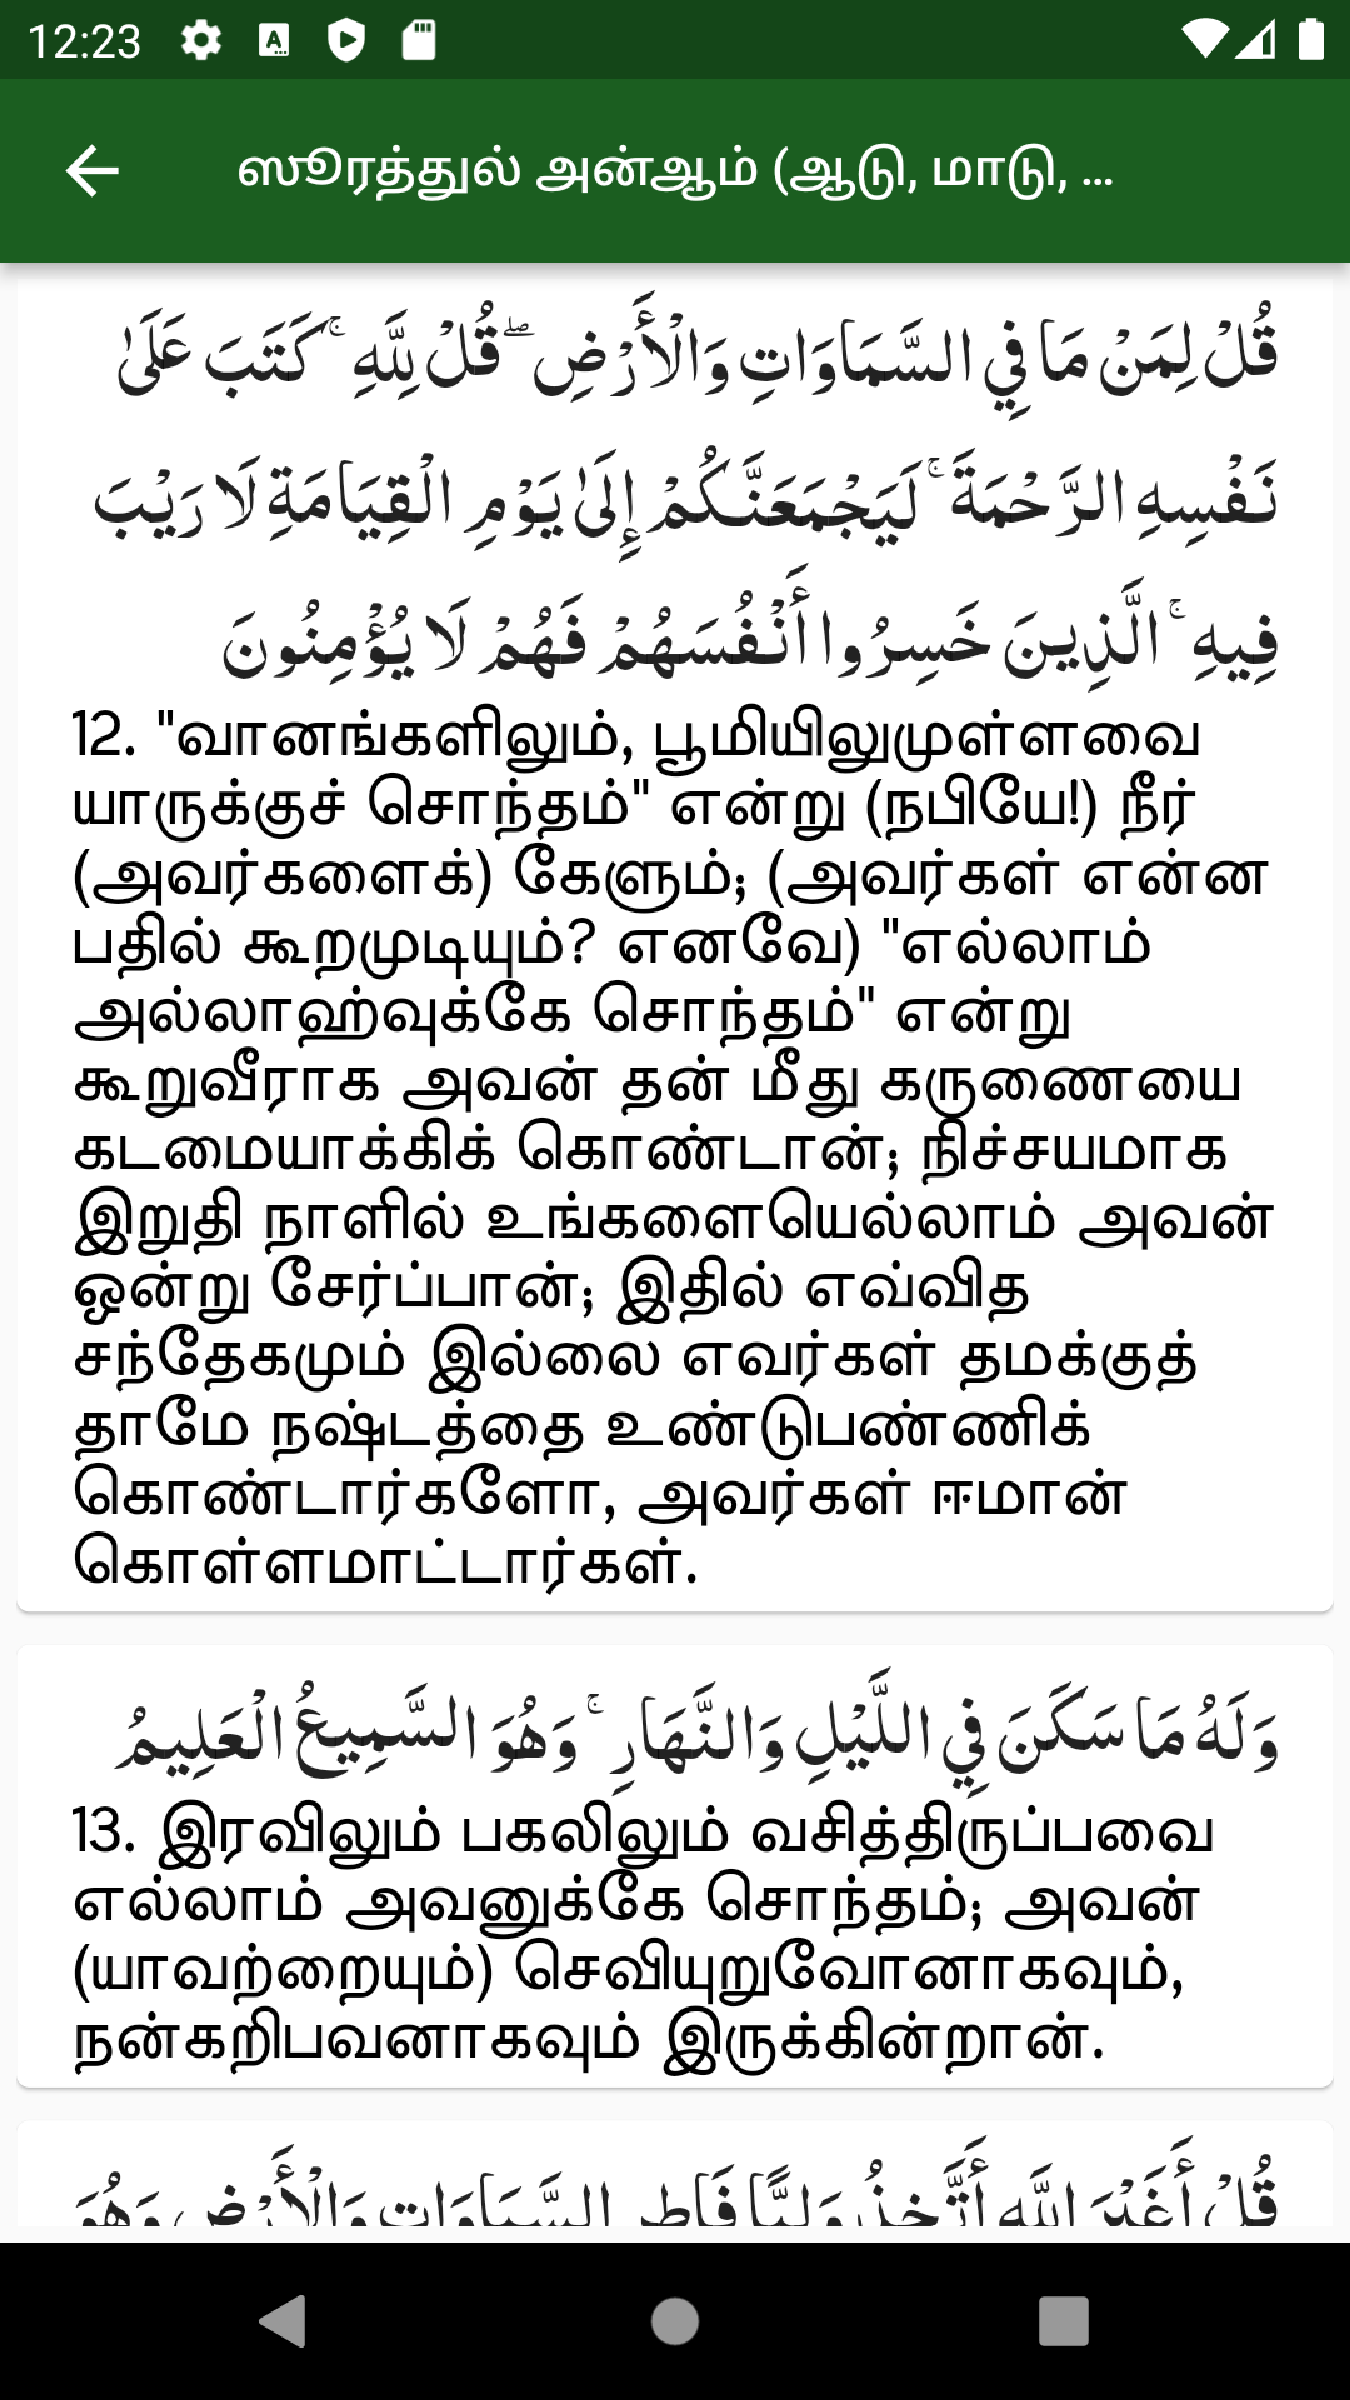 12:23
ஸூரத்துல் அன்ஆம் (ஆடு, மாடு, ...
قُلْ لِمَنْ مَا فِي السَّمَاوَاتِ وَالْأَرْضِ ۖ قُلْ لِلَّهِ ۚ كَتَبَ عَلَىٰ
نَفْسِهِ الرَّحْمَةَ ۚ لَيَجْمَعَنَّكُمْ إِلَىٰ يَوْمِ الْقِيَامَةِ لَا رَيْبَ
فِيهِ ۚ الَّذِينَ خَسِرُوا أَنْفُسَهُمْ فَهُمْ لَا يُؤْمِنُونَ
12. "வானங்களிலும், பூமியிலுமுள்ளவை
யாருக்குச் சொந்தம்" என்று (நபியே!) நீர்
(அவர்களைக்) கேளும்; (அவர்கள் என்ன
பதில் கூறமுடியும்? எனவே) "எல்லாம்
அல்லாஹ்வுக்கே சொந்தம்" என்று
கூறுவீராக அவன் தன் மீது கருணையை
கடமையாக்கிக் கொண்டான்; நிச்சயமாக
இறுதி நாளில் உங்களையெல்லாம் அவன்
ஒன்று சேர்ப்பான்; இதில் எவ்வித
சந்தேகமும் இல்லை எவர்கள் தமக்குத்
தாமே நஷ்டத்தை உண்டுபண்ணிக்
கொண்டார்களோ, அவர்கள் ஈமான்
கொள்ளமாட்டார்கள்.
وَلَهُ مَا سَكَنَ فِي اللَّيْلِ وَالنَّهَارِ ۚ وَهُوَ السَّمِيعُ الْعَلِيمُ
13. இரவிலும் பகலிலும் வசித்திருப்பவை
எல்லாம் அவனுக்கே சொந்தம்; அவன்
(யாவற்றையும்) செவியுறுவோனாகவும்,
நன்கறிபவனாகவும் இருக்கின்றான்.
قُلْ أَغَيْرَ اللَّهِ أَتَّخِذُ وَلِيًّا فَاطِرِ السَّمَاوَاتِ وَالْأَرْضِ وَهُوَ